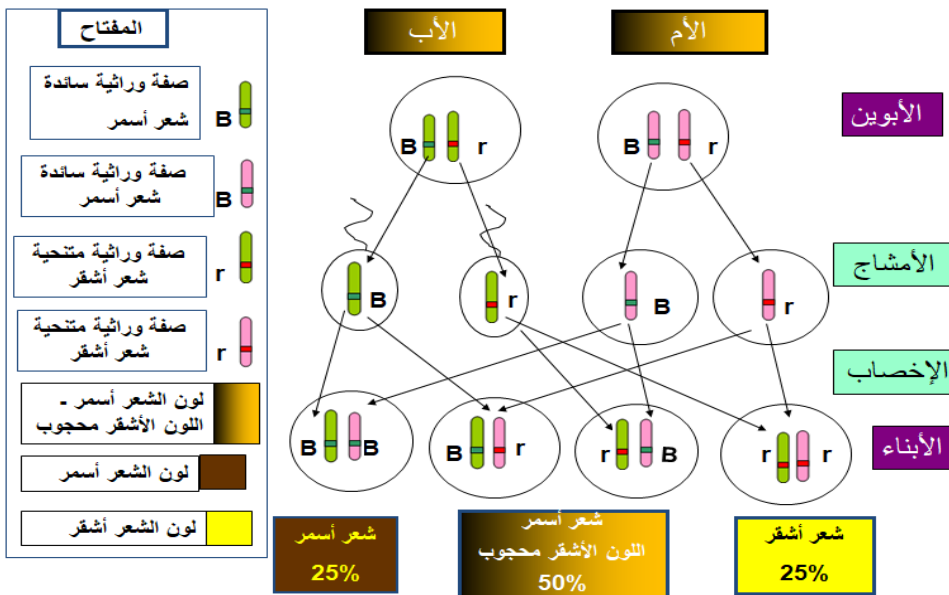 المفتاح
صفة وراثية سائدة
شعر أسمر
B
صفة وراثية سائدة
شعر أسمر
B
صفة وراثية متنحية
شعر أشقر
r
صفة وراثية متنحية
شعر أشقر
r
لون الشعر أسمر ـ
اللون الأشقر محجوب
لون الشعر أسمر
لون الشعر أشقر
الأم
الأب
الأبوين
B r
B r
الأمشاج
B
r
B
r
الإخصاب
الأبناء
B B
B r
r B
r r
شعر أسمر
25%
شعر أسمر
اللون الأشقر محجوب
50%
شعر أشقر
25%